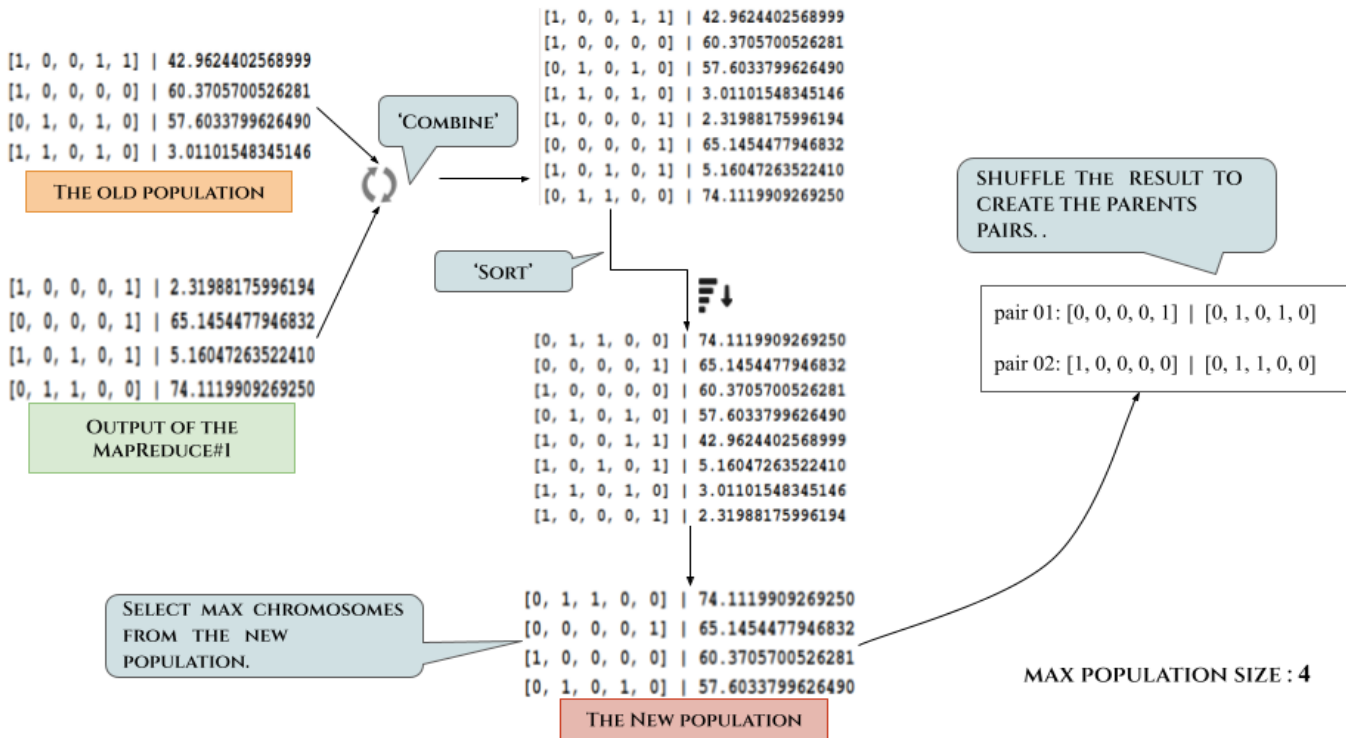 [1, 0, 0, 1, 1] | 42.9624402568999
[1, 0, 0, 0, 0] | 60.3705700526281
[0, 1, 0, 1, 0] | 57.6033799626490
[1, 1, 0, 1, 0] | 3.01101548345146
THE OLD POPULATION
[1, 0, 0, 0, 1] | 2.31988175996194
[0, 0, 0, 0, 1] | 65.1454477946832
[1, 0, 1, 0, 1] | 5.16047263522410
[0, 1, 1, 0, 0] | 74.1119909269250
OUTPUT OF THE
MAPREDUCE#1
‘COMBINE’
[1, 0, 0, 1, 1] | 42.9624402568999
[1, 0, 0, 0, 0] | 60.3705700526281
[0, 1, 0, 1, 0] | 57.6033799626490
[1, 1, 0, 1, 0] | 3.01101548345146
[1, 0, 0, 0, 1] | 2.31988175996194
[0, 0, 0, 0, 1] | 65.1454477946832
[1, 0, 1, 0, 1] | 5.16047263522410
[0, 1, 1, 0, 0] | 74.1119909269250
‘SORT’
[0, 1, 1, 0, 0] | 74.1119909269250
[0, 0, 0, 0, 1] | 65.1454477946832
[1, 0, 0, 0, 0] | 60.3705700526281
[0, 1, 0, 1, 0] | 57.6033799626490
[1, 0, 0, 1, 1] | 42.9624402568999
[1, 0, 1, 0, 1] | 5.16047263522410
[1, 1, 0, 1, 0] | 3.01101548345146
[1, 0, 0, 0, 1] | 2.31988175996194
SELECT MAX CHROMOSOMES
FROM THE NEW
POPULATION.
[0, 1, 1, 0, 0] | 74.1119909269250
[0, 0, 0, 0, 1] | 65.1454477946832
[1, 0, 0, 0, 0] | 60.3705700526281
[0, 1, 0, 1, 0] | 57.6033799626490
THE NEW POPULATION
SHUFFLE THE RESULT TO
CREATE THE PARENTS
PAIRS. .
pair 01: [0, 0, 0, 0, 1] | [0, 1, 0, 1, 0]
pair 02: [1, 0, 0, 0, 0] | [0, 1, 1, 0, 0]
MAX POPULATION SIZE : 4